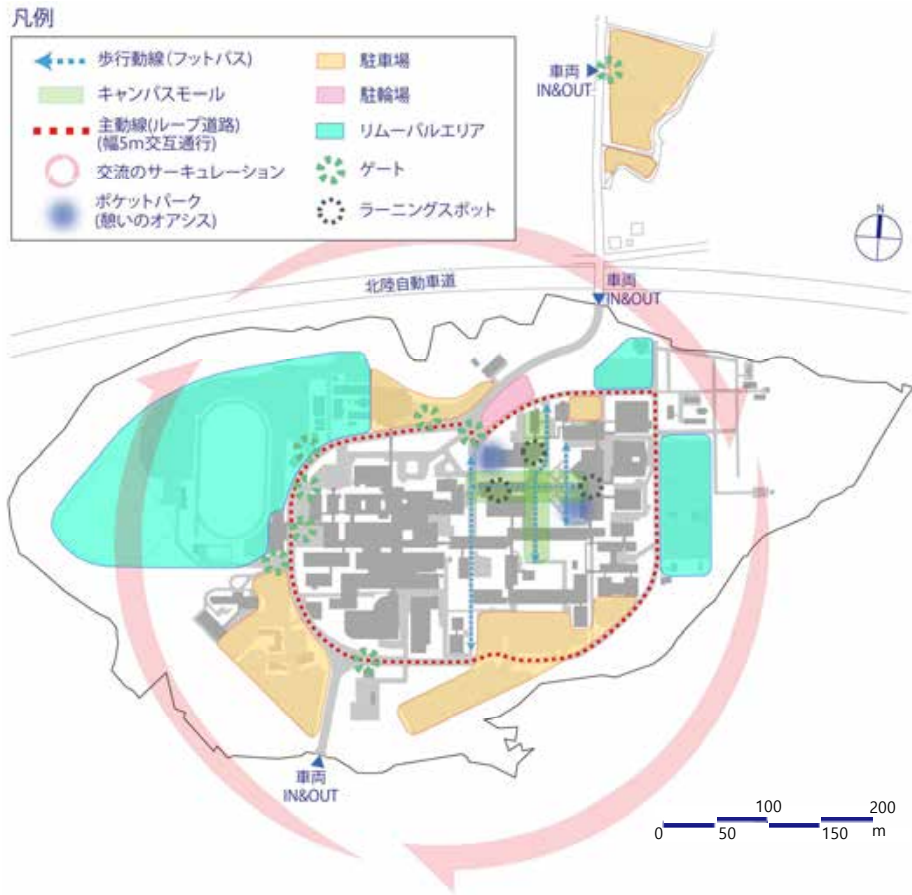 凡例
歩行動線(フットパス)
キャンパスモール
主動線(ループ道路)
(幅5m交互通行)
交流のサーキュレーション
ポケットパーク
(憩いのオアシス)
駐車場
駐輪場
リムーバルエリア
ゲート
ラーニングスポット
車両
IN&OUT
N
北陸自動車道
車両
IN&OUT
車両
IN&OUT
100 200
0 50 150 m